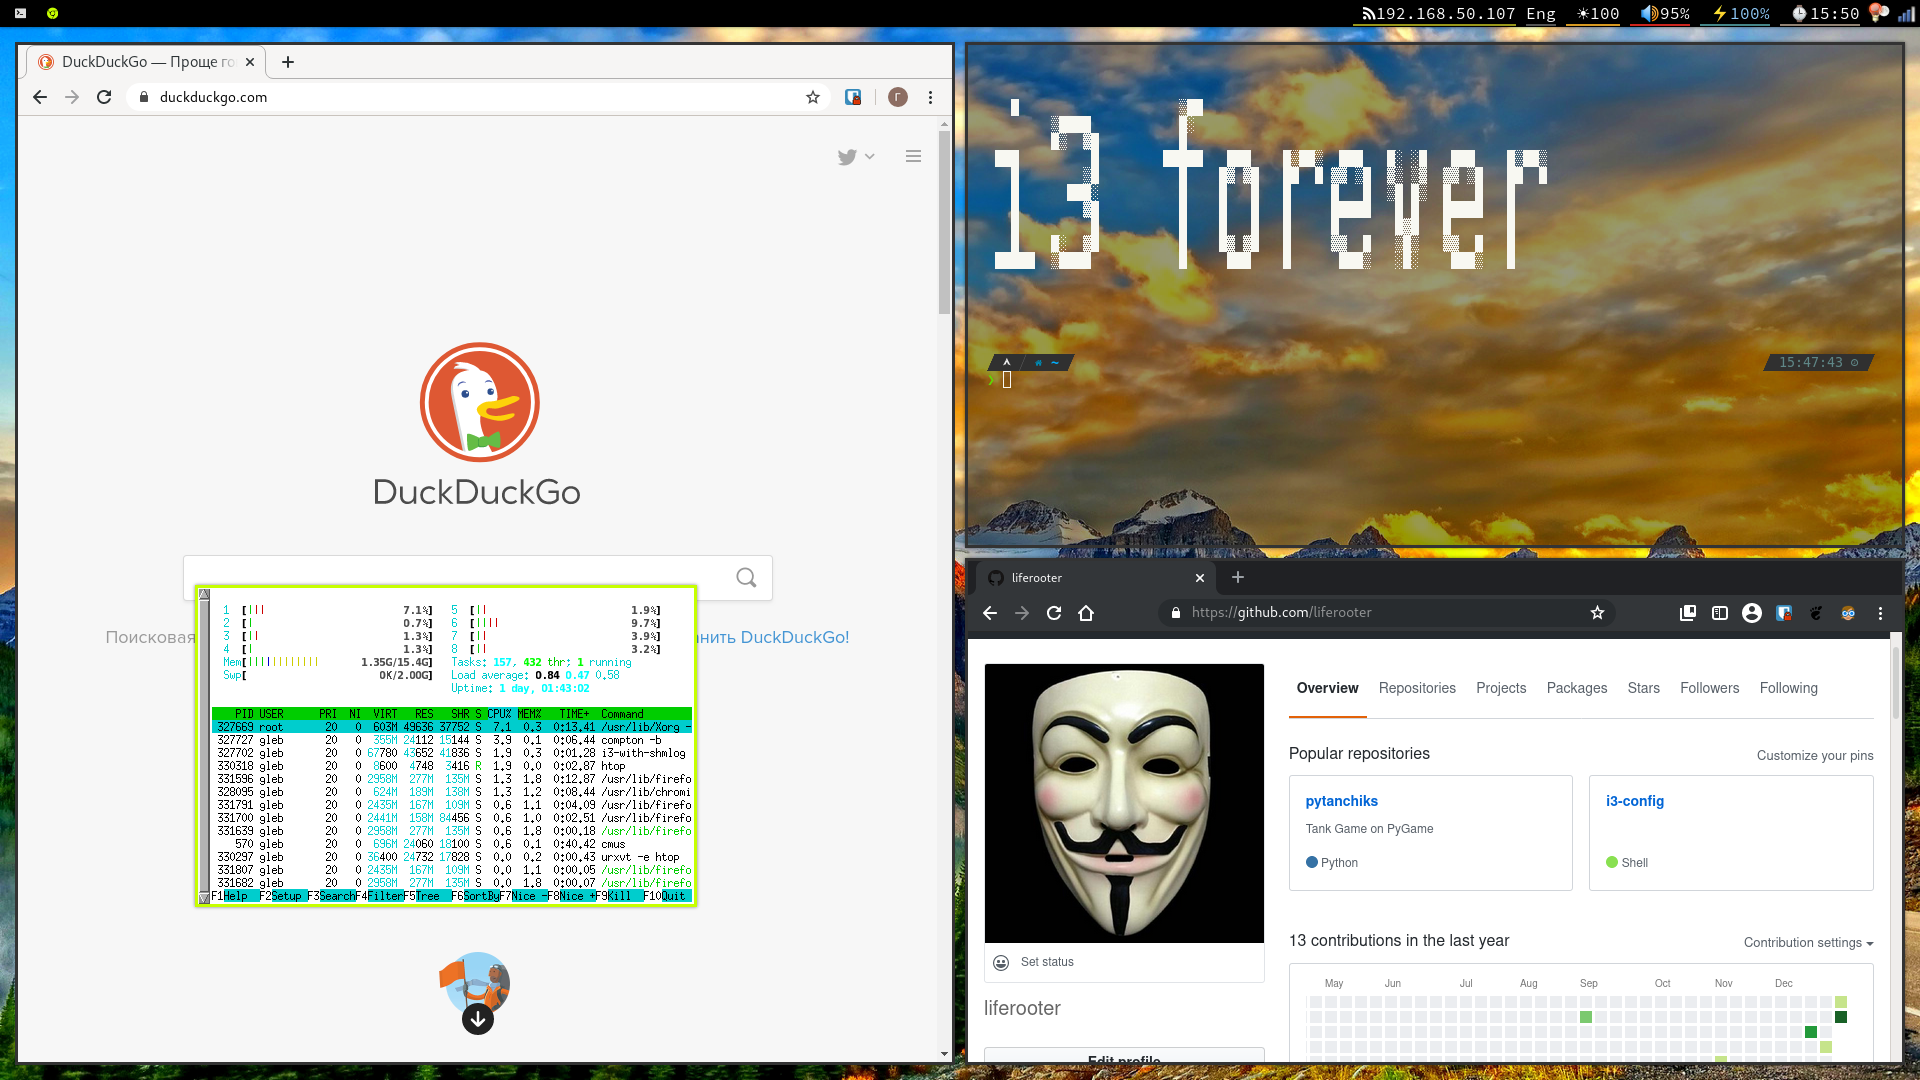 192.168.50.107 Eng 100 95% 100% 15:50
DuckDuckGo — Проще го
duckduckgo.com
Г
DuckDuckGo
Поисковая
нить DuckDuckGo!
1 [||| 7.1%] 5 [|| 1.9%]
2 [| 0.7%] 6 [|||| 9.7%]
3 [|| 1.3%] 7 [|| 3.9%]
4 [| 1.3%] 8 [|| 3.2%]
Mem[||||||||||||| 1.35G/15.4G] Tasks: 157, 432 thr; 1 running
Swp[ 0K/2.00G] Load average: 0.84 0.47 0.58
Uptime: 1 day, 01:43:02
PID USER PRI NI VIRT RES SHR S CPU% MEM% TIME+ Command
327669 root 20 0 603M 49636 37752 S 7.1 0.3 0:13.41 /usr/lib/Xorg -
327727 gleb 20 0 355M 24112 15144 S 3.9 0.1 0:06.44 compton -b
327702 gleb 20 0 67780 43652 41836 S 1.9 0.3 0:01.28 i3-with-shmlog
330318 gleb 20 0 8600 4748 3416 R 1.9 0.0 0:02.87 htop
331596 gleb 20 0 2958M 277M 135M S 1.3 1.8 0:12.87 /usr/lib/firefo
328095 gleb 20 0 624M 189M 138M S 1.3 1.2 0:08.44 /usr/lib/chromi
331791 gleb 20 0 2435M 167M 109M S 0.6 1.1 0:04.09 /usr/lib/firefo
331700 gleb 20 0 2441M 158M 84456 S 0.6 1.0 0:02.51 /usr/lib/firefo
331639 gleb 20 0 2958M 277M 135M S 0.6 1.8 0:00.18 /usr/lib/firefo
570 gleb 20 0 696M 24060 18100 S 0.6 0.1 0:40.42 cmus
330297 gleb 20 0 36400 24732 17828 S 0.0 0.2 0:00.43 urxvt -e htop
331807 gleb 20 0 2435M 167M 109M S 0.0 1.1 0:00.05 /usr/lib/firefo
331682 gleb 20 0 2958M 277M 135M S 0.0 1.8 0:00.07 /usr/lib/firefo
F1Help F2Setup F3SearchF4FilterF5Tree F6SortByF7Nice -F8Nice +F9Kill F10Quit
i3 forever
~ 15:47:43
❯
liferooter
https://github.com/liferooter
Overview Repositories Projects Packages Stars Followers Following
Popular repositories Customize your pins
pytanchiks
Tank Game on PyGame
Python
i3-config
Shell
13 contributions in the last year Contribution settings
May Jun Jul Aug Sep Oct Nov Dec
Set status
liferooter
Edit profile